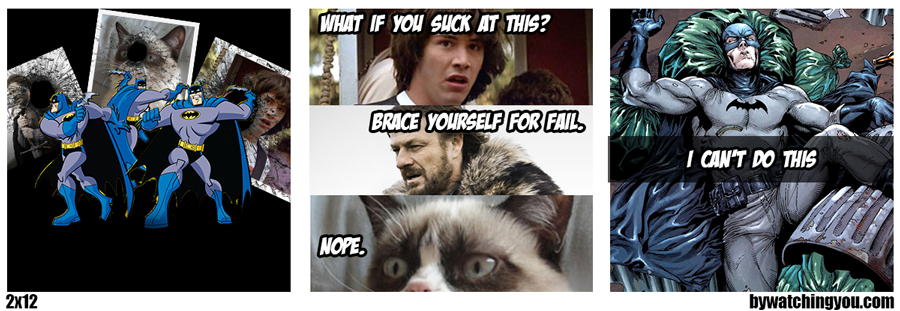 WHAT IF YOU SUCK AT THIS?
BRACE YOURSELF FOR FAIL.
NOPE.
I CAN'T DO THIS
2x12
bywatchingyou.com